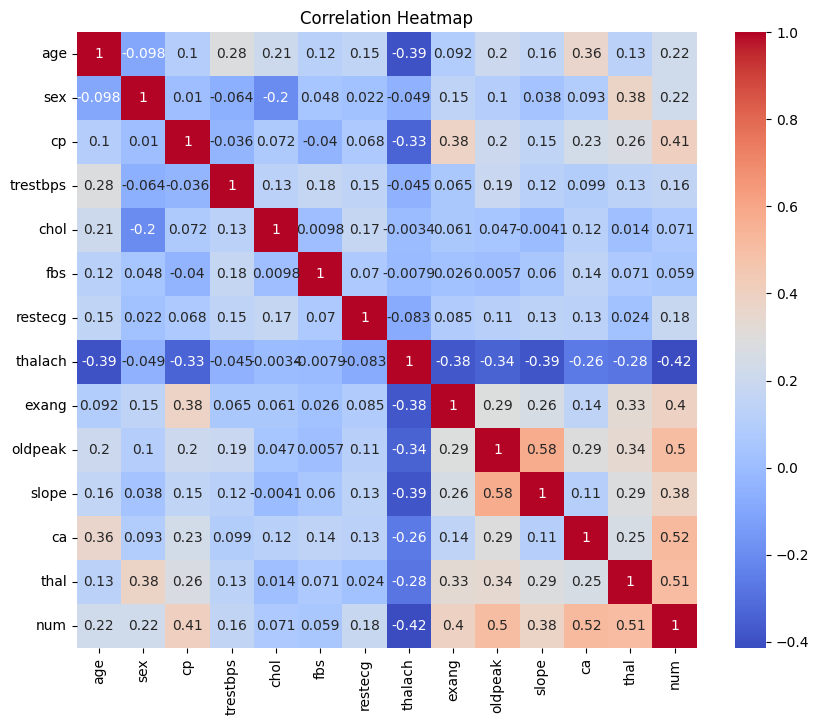 Correlation Heatmap
age 1 -0.098 0.1 0.28 0.21 0.12 0.15 -0.39 0.092 0.2 0.16 0.36 0.13 0.22
sex -0.098 1 0.01 -0.064 -0.2 0.048 0.022 -0.049 0.15 0.1 0.038 0.093 0.38 0.22
cp 0.1 0.01 1 -0.036 0.072 -0.04 0.068 -0.33 0.38 0.2 0.15 0.23 0.26 0.41
trestbps 0.28 -0.064 -0.036 1 0.13 0.18 0.15 -0.045 0.065 0.19 0.12 0.099 0.13 0.16
chol 0.21 -0.2 0.072 0.13 1 0.0098 0.17 -0.0034 0.061 0.047 -0.0041 0.12 0.014 0.071
fbs 0.12 0.048 -0.04 0.18 0.0098 1 0.07 -0.0079 0.026 0.0057 0.06 0.14 0.071 0.059
restecg 0.15 0.022 0.068 0.15 0.17 0.07 1 -0.083 0.085 0.11 0.13 0.13 0.024 0.18
thalach -0.39 -0.049 -0.33 -0.045 -0.0034 -0.0079 -0.083 1 -0.38 -0.34 -0.39 -0.26 -0.28 -0.42
exang 0.092 0.15 0.38 0.065 0.061 0.026 0.085 -0.38 1 0.29 0.26 0.14 0.33 0.4
oldpeak 0.2 0.1 0.2 0.19 0.047 0.0057 0.11 -0.34 0.29 1 0.58 0.29 0.34 0.5
slope 0.16 0.038 0.15 0.12 -0.0041 0.06 0.13 -0.39 0.26 0.58 1 0.11 0.29 0.38
ca 0.36 0.093 0.23 0.099 0.12 0.14 0.13 -0.26 0.14 0.29 0.11 1 0.25 0.52
thal 0.13 0.38 0.26 0.13 0.014 0.071 0.024 -0.28 0.33 0.34 0.29 0.25 1 0.51
num 0.22 0.22 0.41 0.16 0.071 0.059 0.18 -0.42 0.4 0.5 0.38 0.52 0.51 1
age sex cp trestbps chol fbs restecg thalach exang oldpeak slope ca thal num
1.0
0.8
0.6
0.4
0.2
0.0
−0.2
−0.4